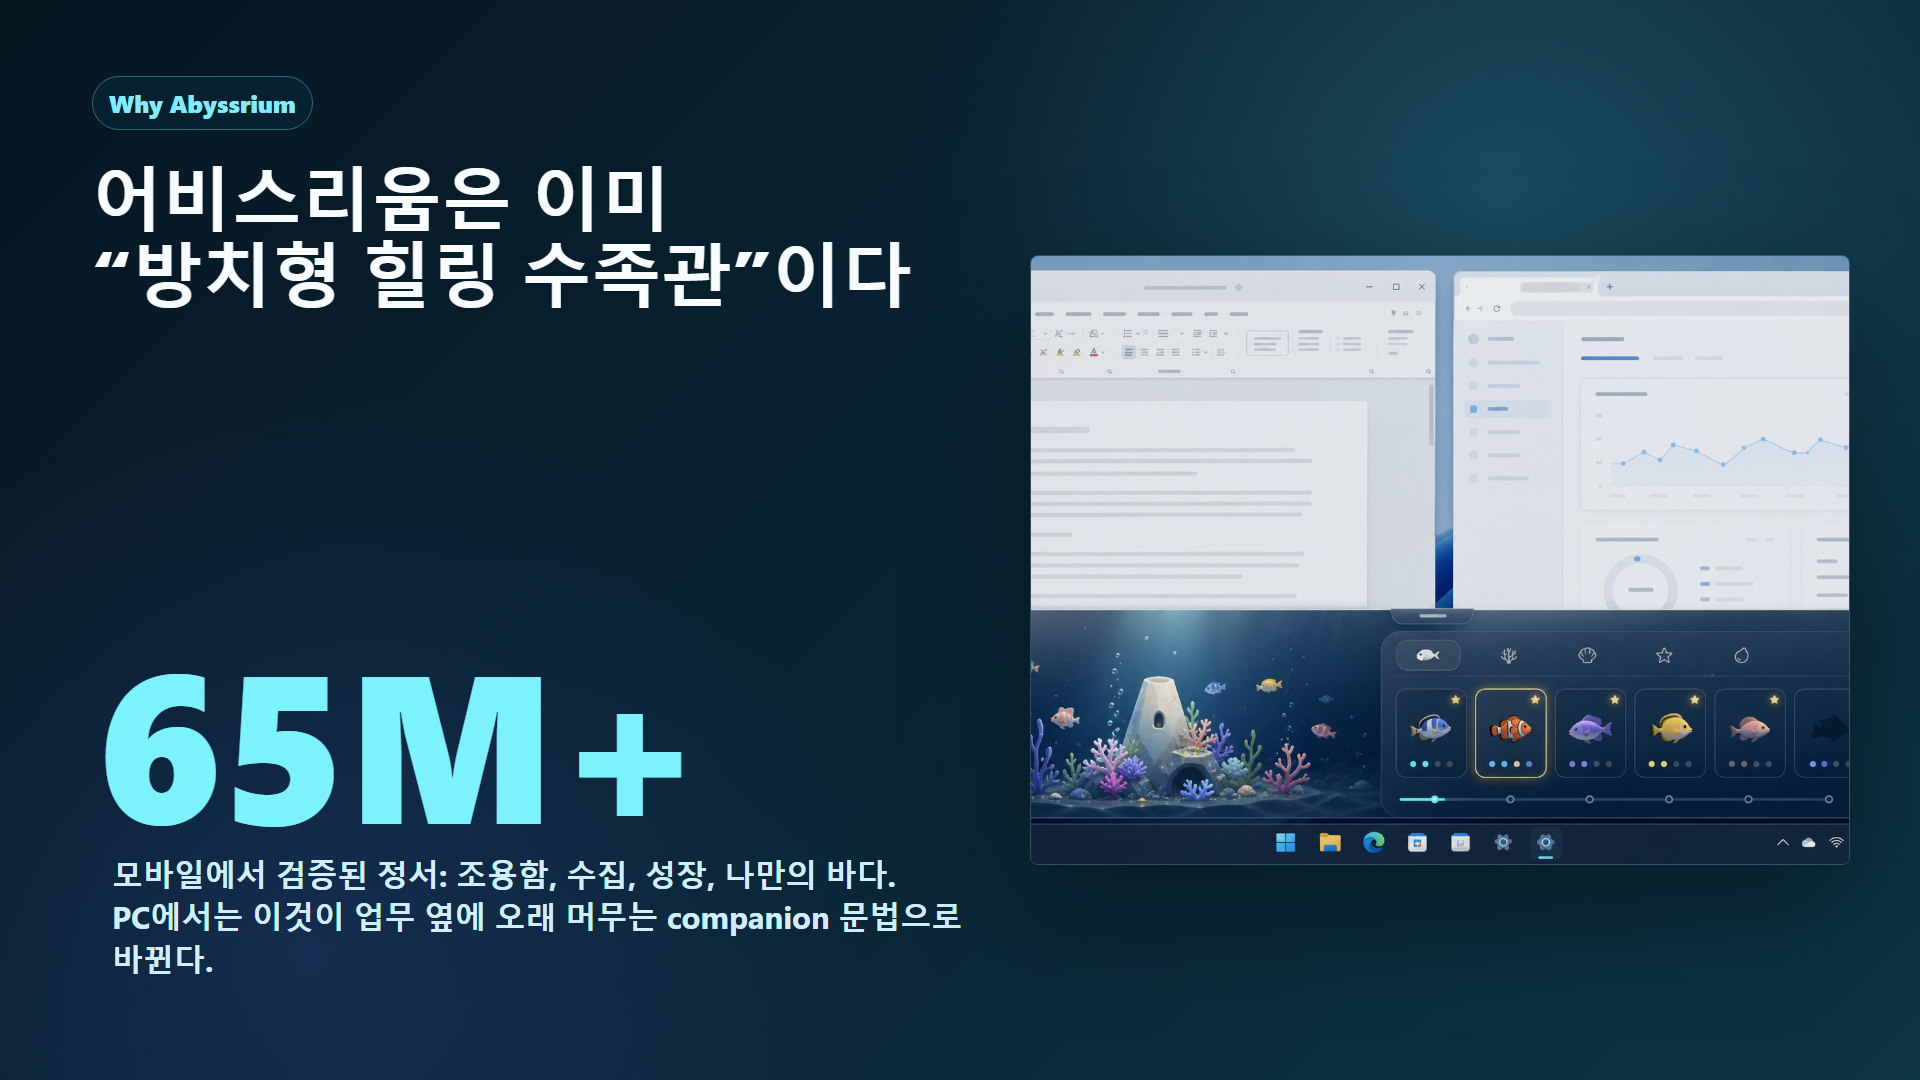 Why Abyssrium
어비스리움은 이미
“방치형 힐링 수족관”이다
65M+
모바일에서 검증된 정서: 조용함, 수집, 성장, 나만의 바다.
PC에서는 이것이 업무 옆에 오래 머무는 companion 문법으로
바뀐다.